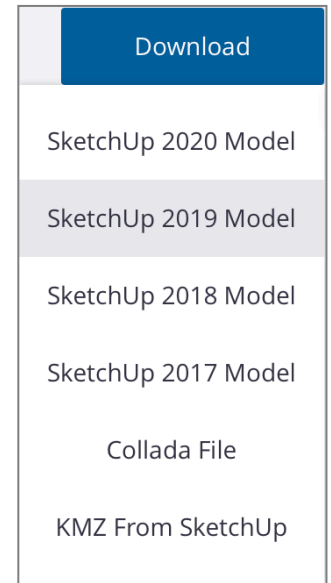 Download
SketchUp 2020 Model
SketchUp 2019 Model
SketchUp 2018 Model
SketchUp 2017 Model
Collada File
KMZ From SketchUp